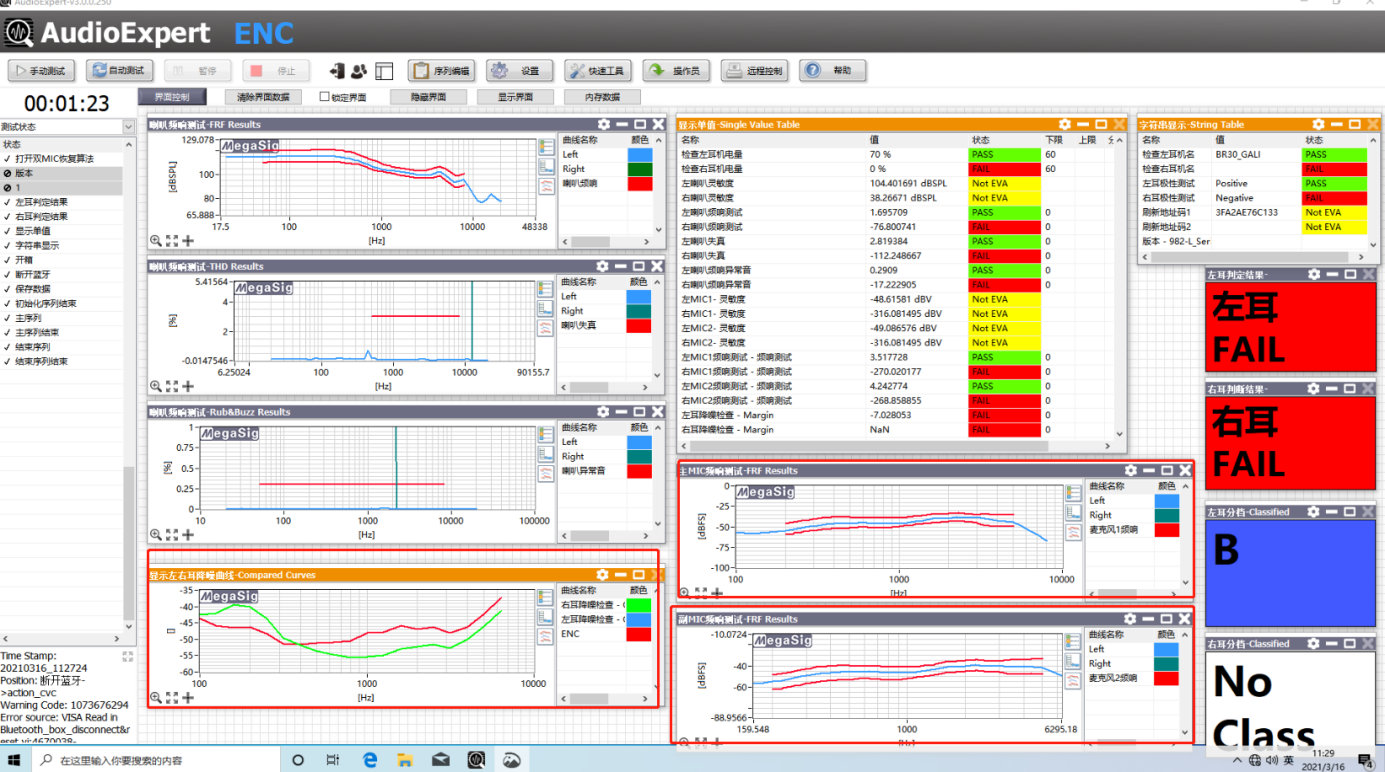 AudioExpert-v3.0.0.250
AudioExpert ENC
手动测试 自动测试 暂停 停止 序列编辑 设置 快速工具 操作员 远程控制 帮助
00:01:23
界面控制 清除界面数据 锁定界面 隐藏界面 显示界面 内存数据
测试状态
状态
打开双MIC恢复算法
版本
1
左耳判定结果
右耳判定结果
显示单值
字符串显示
开箱
断开蓝牙
保存数据
初始化序列结束
主序列
主序列结束
结束序列
结束序列结束
Time Stamp:
20210316_112724
Position: 断开蓝牙-
>action_cvc
Warning Code: 1073676294
Error source: VISA Read in
Bluetooth_box_disconnect&r
eset.vi:4670038-
喇叭频响测试-FRF Results
MegaSig
129.078
100
80
65.888
[dBSPL]
17.5 100 1000 10000 48338
[Hz]
曲线名称 颜色
Left
Right
喇叭频响
喇叭频响测试-THD Results
MegaSig
5.41564
4
2
-0.0147546
[%]
6.25024 100 1000 10000 90155.7
[Hz]
曲线名称 颜色
Left
Right
喇叭失真
喇叭频响测试-Rub&Buzz Results
MegaSig
1
0.75
0.5
0.25
0
[%]
10 100 1000 10000 100000
[Hz]
曲线名称 颜色
Left
Right
喇叭异常音
显示左右耳降噪曲线-Compared Curves
MegaSig
-35
-40
-45
-50
-55
-60
[]
100 1000 10000
[Hz]
曲线名称 颜色
右耳降噪检查 - (
左耳降噪检查 - (
ENC
显示单值-Single Value Table
名称 值 状态 下限 上限
检查左耳机电量 70 % PASS 60
检查右耳机电量 0 % FAIL 60
左喇叭灵敏度 104.401691 dBSPL Not EVA
右喇叭灵敏度 38.26671 dBSPL Not EVA
左喇叭频响测试 1.695709 PASS 0
右喇叭频响测试 -76.800741 FAIL 0
左喇叭失真 2.819384 PASS 0
右喇叭失真 -112.248667 FAIL 0
左喇叭频响异常音 0.2909 PASS 0
右喇叭频响异常音 -17.222905 FAIL 0
左MIC1- 灵敏度 -48.61581 dBV Not EVA
右MIC1- 灵敏度 -316.081495 dBV Not EVA
左MIC2- 灵敏度 -49.086576 dBV Not EVA
右MIC2- 灵敏度 -316.081495 dBV Not EVA
左MIC1频响测试 - 频响测试 3.517728 PASS 0
右MIC1频响测试 - 频响测试 -270.020177 FAIL 0
左MIC2频响测试 - 频响测试 4.242774 PASS 0
右MIC2频响测试 - 频响测试 -268.858855 FAIL 0
左耳降噪检查 - Margin -7.028053 FAIL 0
右耳降噪检查 - Margin NaN FAIL 0
主MIC频响测试-FRF Results
MegaSig
0
-25
-50
-75
-100
[dBFS]
100 1000 10000
[Hz]
曲线名称 颜色
Left
Right
麦克风1频响
副MIC频响测试-FRF Results
MegaSig
-10.0724
-40
-60
-88.9566
[dBFS]
159.548 1000 6295.18
[Hz]
曲线名称 颜色
Left
Right
麦克风2频响
字符串显示-String Table
名称 值 状态
检查左耳机名 BR30_GALI PASS
检查右耳机名 FAIL
左耳极性测试 Positive PASS
右耳极性测试 Negative FAIL
刷新地址码1 3FA2AE76C133 Not EVA
刷新地址码2 Not EVA
版本 - 982-L_Ser
左耳判定结果-
左耳
FAIL
右耳判断结果-
右耳
FAIL
左耳分档-Classified
B
右耳分档-Classified
No
Class
在这里输入你要搜索的内容
英
11:29
2021/3/16
4